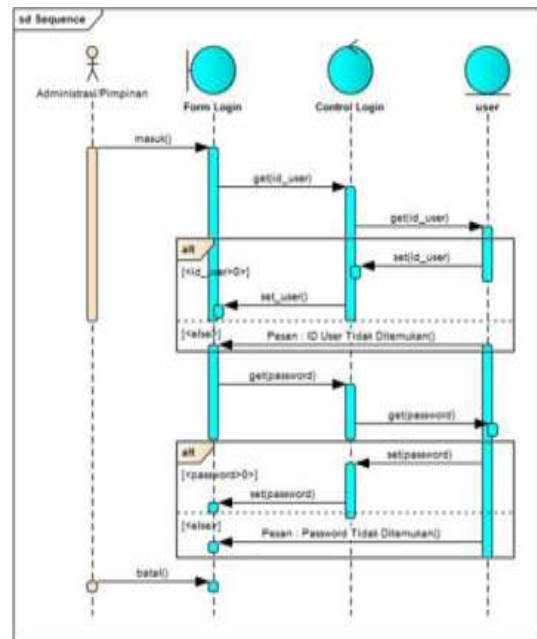 sd Sequence
Administrasi/Pimpinan
Form Login
Control Login
user
masuk()
get(id_user)
get(id_user)
alt
set(id_user)
[<id_user>0>]
set_user()
[<else>]
Pesan : ID User Tidak Ditemukan()
get(password)
get(password)
alt
set(password)
[<password>0>]
set(password)
[<else>]
Pesan : Password Tidak Ditemukan()
batal()